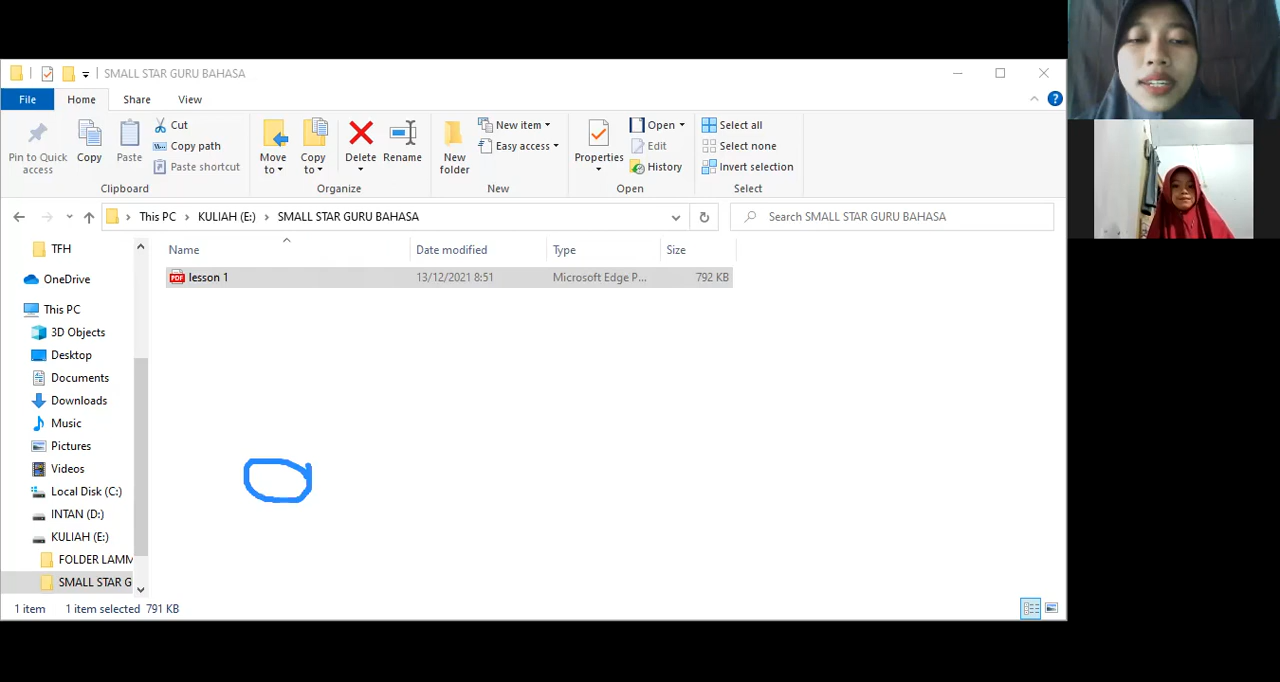 SMALL STAR GURU BAHASA
File Home Share View
Pin to Quick access
Copy
Paste
Cut
Copy path
Paste shortcut
Clipboard
Move to
Copy to
Delete
Rename
Organize
New folder
New item
Easy access
New
Properties
Open
Edit
History
Open
Select all
Select none
Invert selection
Select
This PC > KULIAH (E:) > SMALL STAR GURU BAHASA
Search SMALL STAR GURU BAHASA
Name Date modified Type Size
lesson 1 13/12/2021 8:51 Microsoft Edge P... 792 KB
TFH
OneDrive
This PC
3D Objects
Desktop
Documents
Downloads
Music
Pictures
Videos
Local Disk (C:)
INTAN (D:)
KULIAH (E:)
FOLDER LAMM
SMALL STAR G
1 item 1 item selected 791 KB